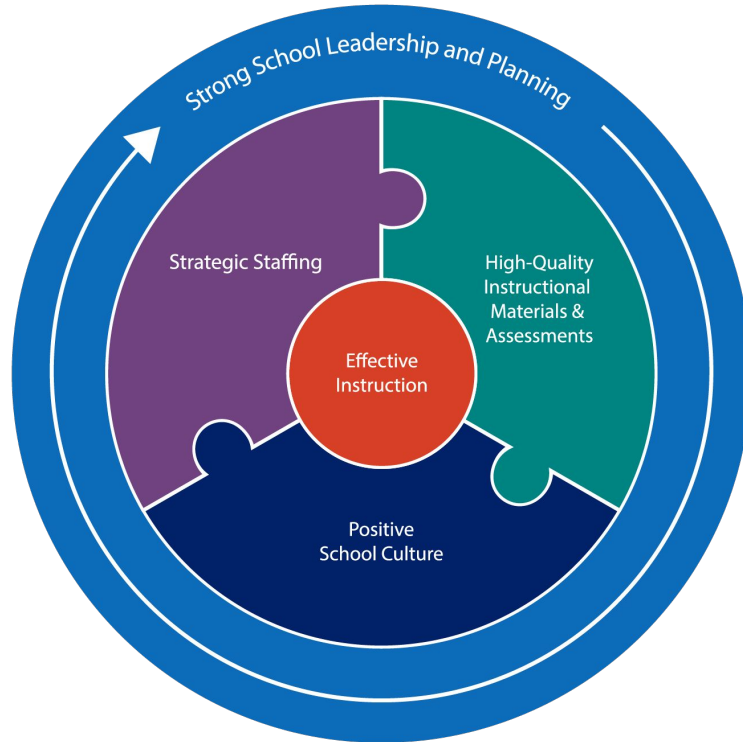 Strong School Leadership and Planning
Strategic Staffing
High-Quality
Instructional
Materials &
Assessments
Effective
Instruction
Positive
School Culture